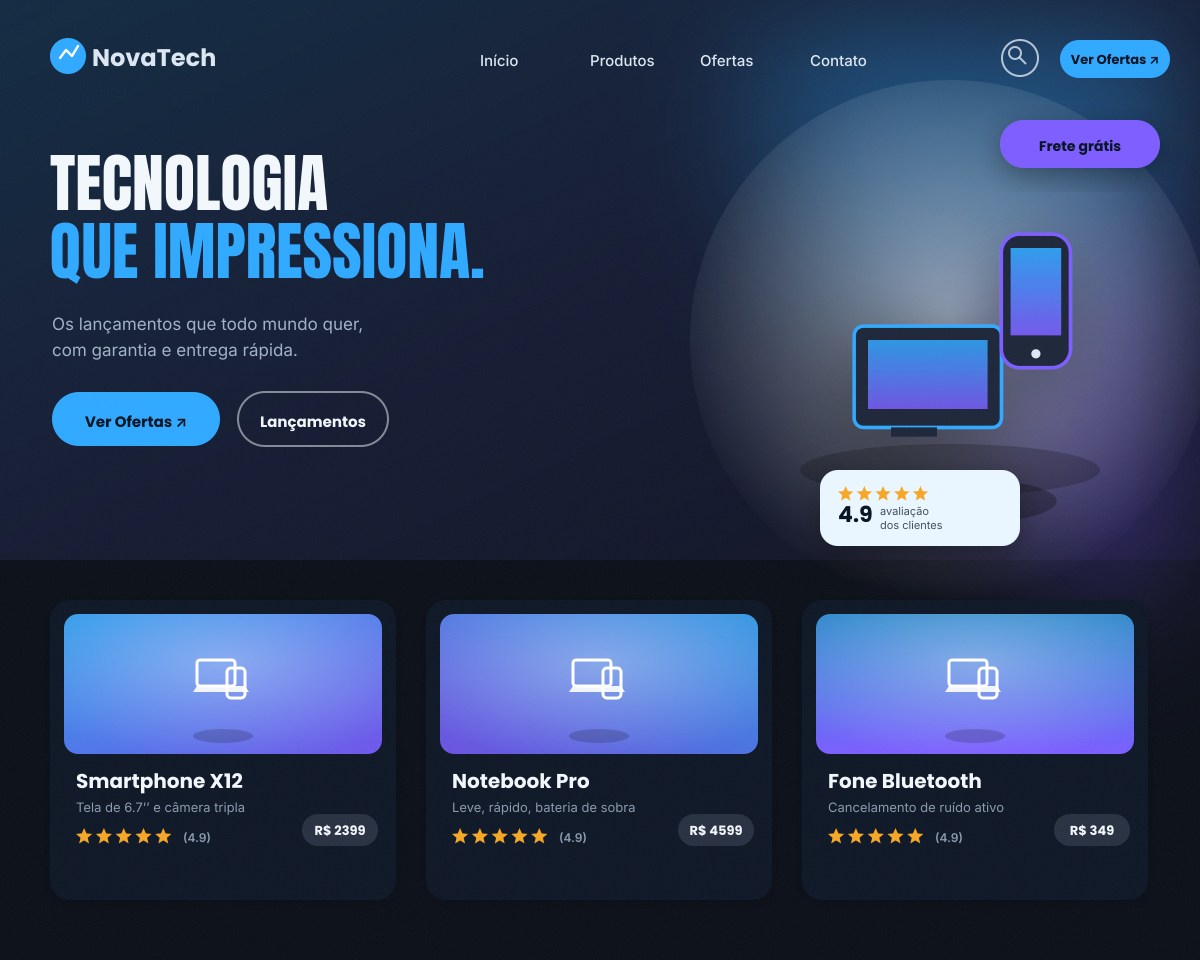 NovaTech
Início
Produtos
Ofertas
Contato
Ver Ofertas ↗
Frete grátis
TECNOLOGIA
QUE IMPRESSIONA.
Os lançamentos que todo mundo quer,
com garantia e entrega rápida.
Ver Ofertas ↗
Lançamentos
4.9
avaliação
dos clientes
Smartphone X12
Tela de 6.7’’ e câmera tripla
(4.9)
R$ 2399
Notebook Pro
Leve, rápido, bateria de sobra
(4.9)
R$ 4599
Fone Bluetooth
Cancelamento de ruído ativo
(4.9)
R$ 349